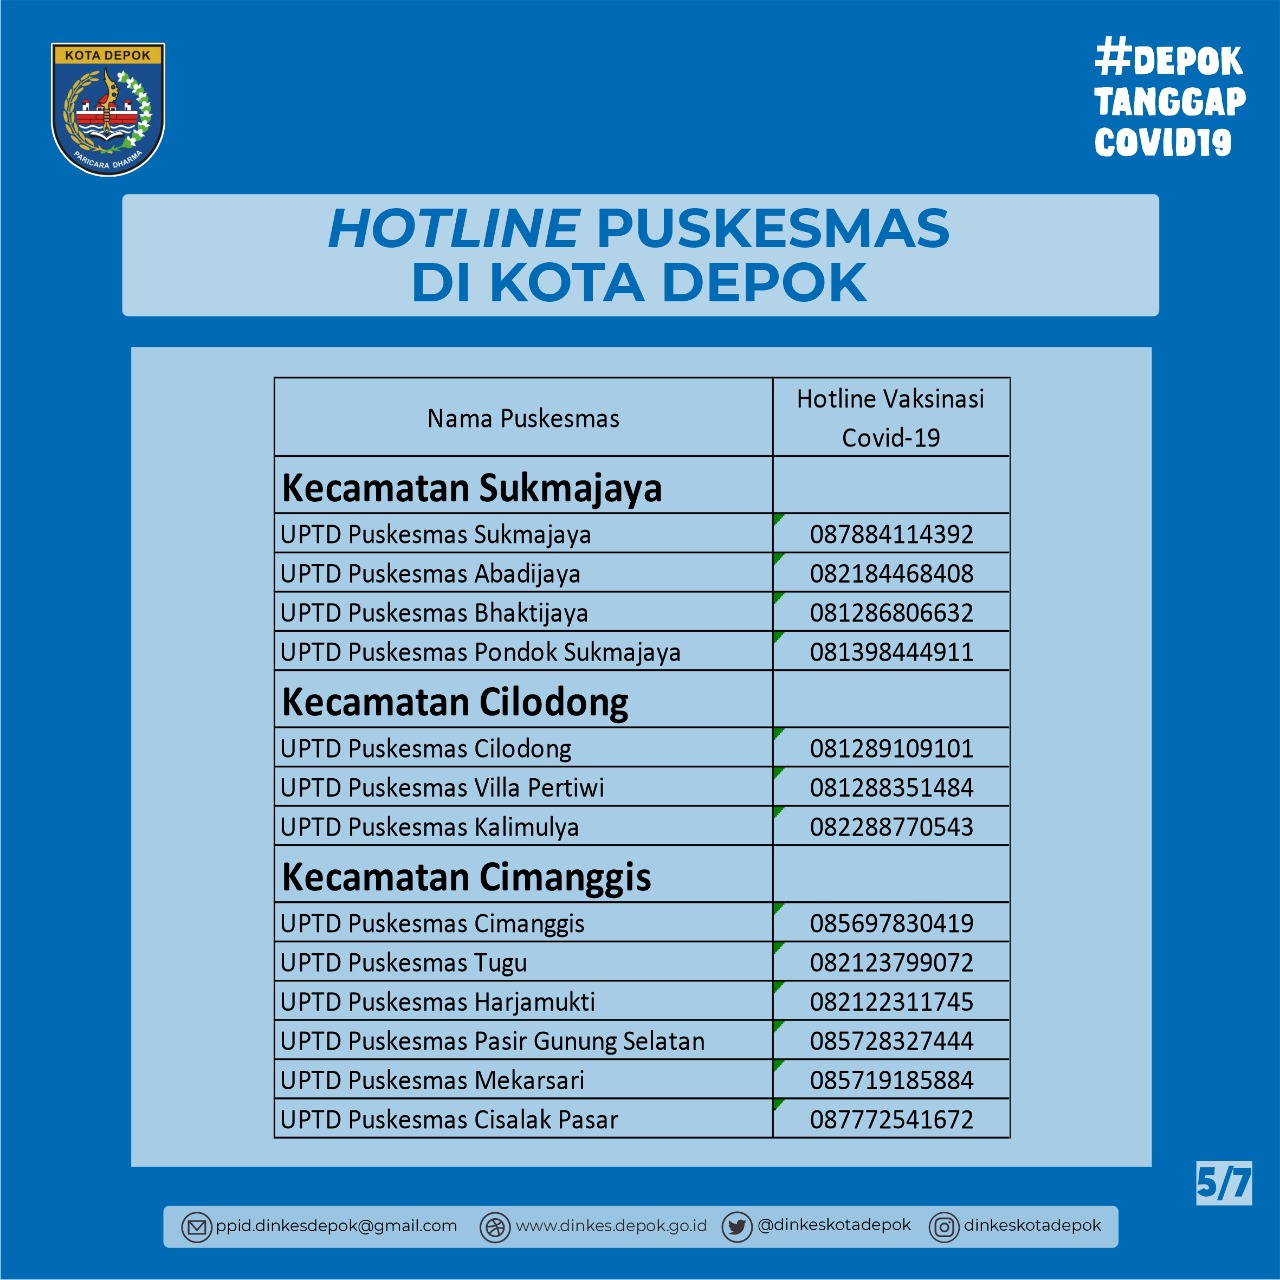 KOTA DEPOK
PARICARA DHARMA
#DEPOK
TANGGAP
COVID19
HOTLINE PUSKESMAS
DI KOTA DEPOK
Nama Puskesmas
Hotline Vaksinasi
Covid-19
Kecamatan Sukmajaya
UPTD Puskesmas Sukmajaya 087884114392
UPTD Puskesmas Abadijaya 082184468408
UPTD Puskesmas Bhaktijaya 081286806632
UPTD Puskesmas Pondok Sukmajaya 081398444911
Kecamatan Cilodong
UPTD Puskesmas Cilodong 081289109101
UPTD Puskesmas Villa Pertiwi 081288351484
UPTD Puskesmas Kalimulya 082288770543
Kecamatan Cimanggis
UPTD Puskesmas Cimanggis 085697830419
UPTD Puskesmas Tugu 082123799072
UPTD Puskesmas Harjamukti 082122311745
UPTD Puskesmas Pasir Gunung Selatan 085728327444
UPTD Puskesmas Mekarsari 085719185884
UPTD Puskesmas Cisalak Pasar 087772541672
5/7
ppid.dinkesdepok@gmail.com www.dinkes.depok.go.id @dinkeskotadepok dinkeskotadepok